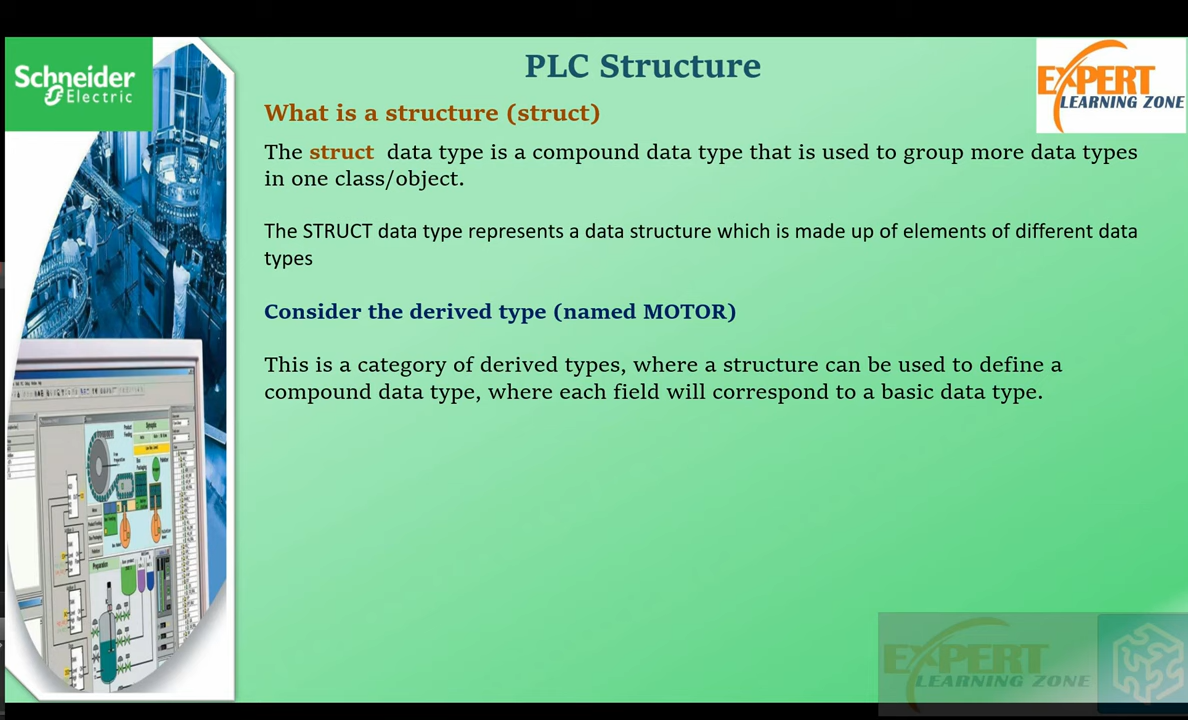 Schneider
Electric
PLC Structure
EXPERT
LEARNING ZONE
What is a structure (struct)
The struct data type is a compound data type that is used to group more data types
in one class/object.
The STRUCT data type represents a data structure which is made up of elements of different data
types
Consider the derived type (named MOTOR)
This is a category of derived types, where a structure can be used to define a
compound data type, where each field will correspond to a basic data type.
Preparation
EXPERT
LEARNING ZONE